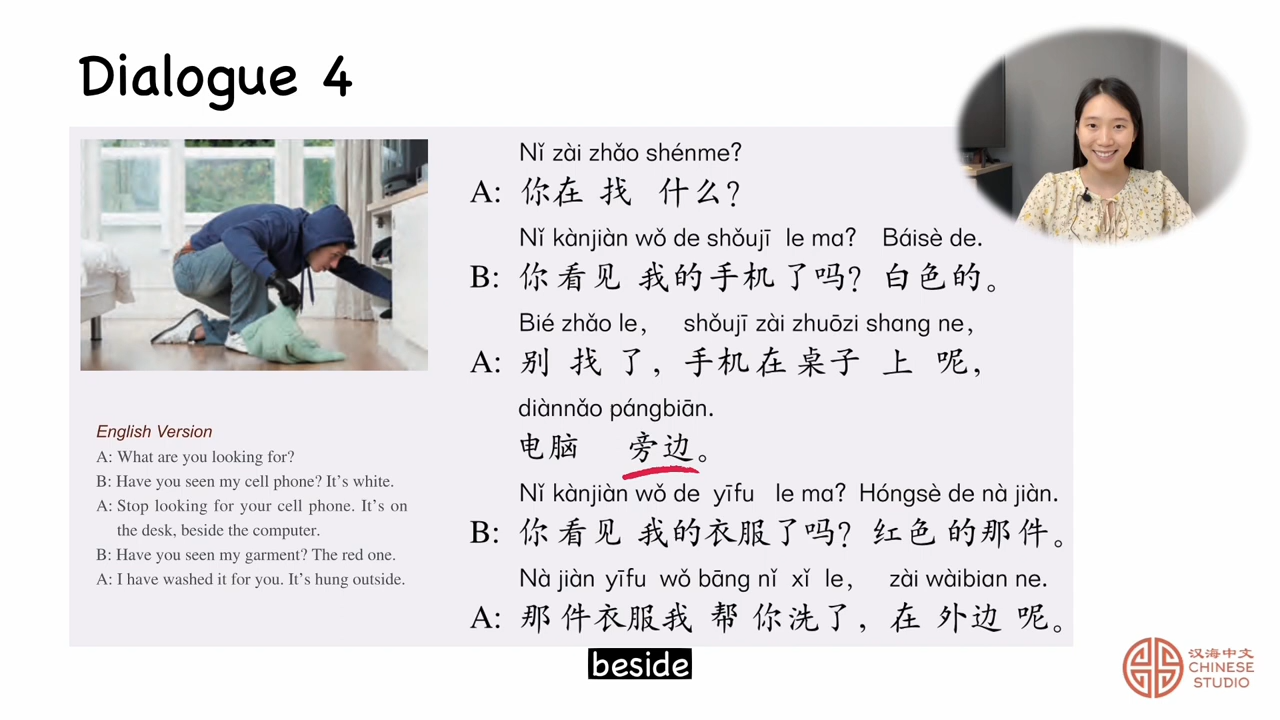 Dialogue 4
Nǐ zài zhǎo shénme?
A: 你在 找 什么？
Nǐ kànjiàn wǒ de shǒujī le ma? Báisè de.
B: 你看见 我的手机了吗？白色的。
Bié zhǎo le, shǒujī zài zhuōzi shang ne,
A: 别 找 了，手机在桌子 上 呢，
diànnǎo pángbiān.
电脑 旁边。
Nǐ kànjiàn wǒ de yīfu le ma? Hóngsè de nà jiàn.
B: 你看见 我的衣服了吗？红色的那件。
Nà jiàn yīfu wǒ bāng nǐ xǐ le, zài wàibian ne.
A: 那件衣服我 帮 你洗了，在 外边 呢。
English Version
A: What are you looking for?
B: Have you seen my cell phone? It's white.
A: Stop looking for your cell phone. It's on
the desk, beside the computer.
B: Have you seen my garment? The red one.
A: I have washed it for you. It's hung outside.
beside
汉海中文
CHINESE
STUDIO